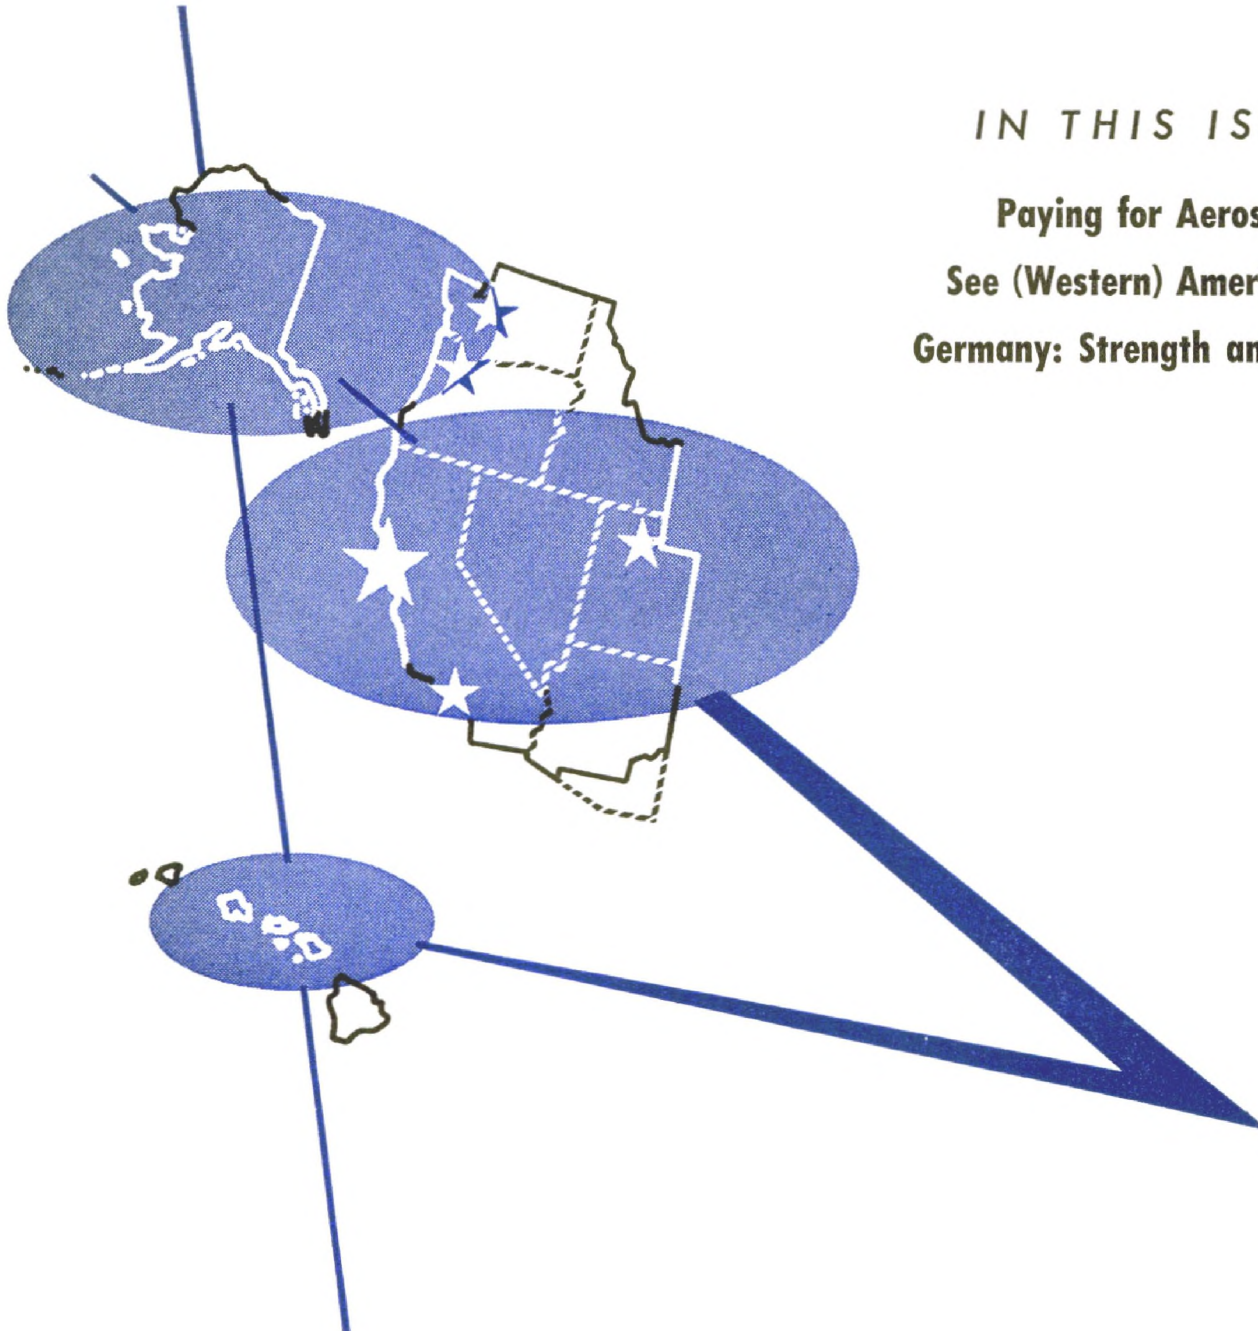 IN THIS IS
Paying for Aeros
See (Western) Amer
Germany: Strength an